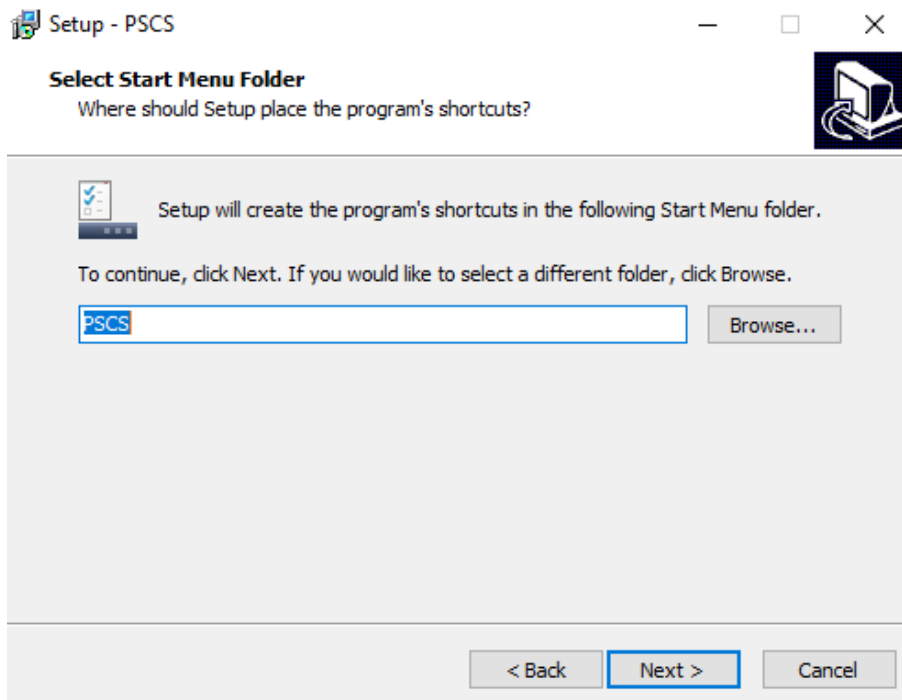 Setup - PSCS
Select Start Menu Folder
Where should Setup place the program's shortcuts?
Setup will create the program's shortcuts in the following Start Menu folder.
To continue, click Next. If you would like to select a different folder, click Browse.
PSCS
Browse...
< Back
Next >
Cancel